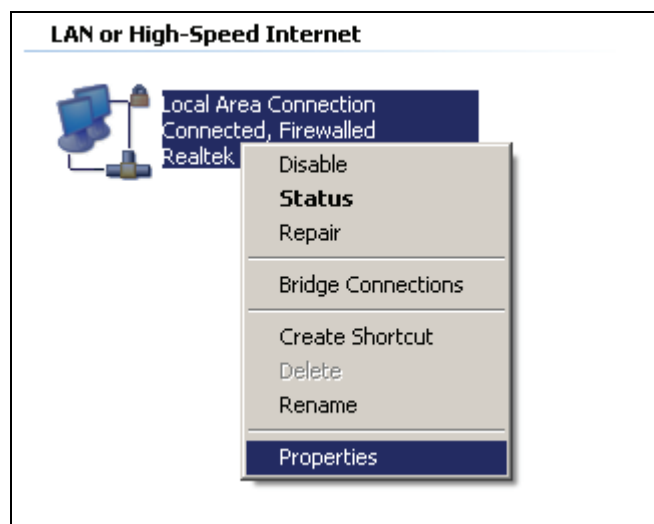 LAN or High-Speed Internet
Local Area Connection
Connected, Firewalled
Realtek
Disable
Status
Repair
Bridge Connections
Create Shortcut
Delete
Rename
Properties